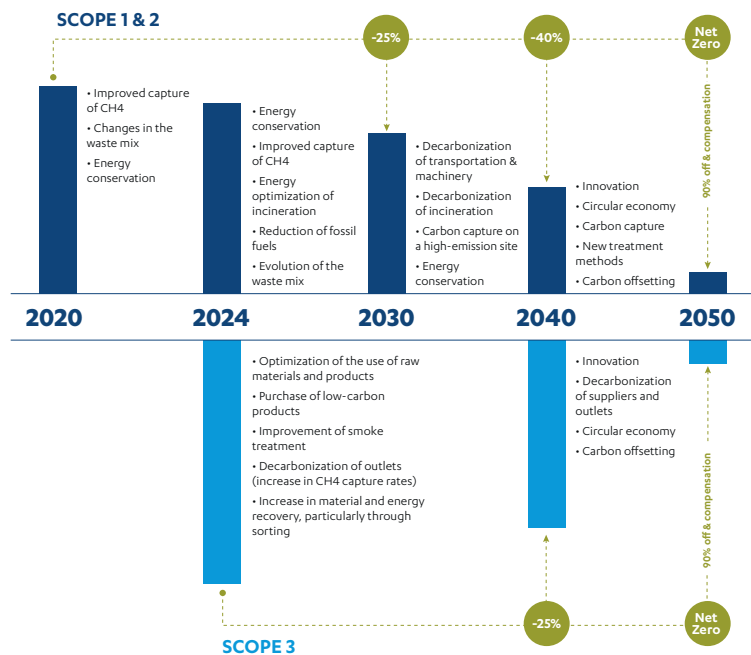 SCOPE 1 & 2
-25%
-40%
Net
Zero
• Improved capture
of CH4
• Changes in the
waste mix
• Energy
conservation
• Energy
conservation
• Improved capture
of CH4
• Energy
optimization of
incineration
• Reduction of fossil
fuels
• Evolution of the
waste mix
• Decarbonization
of transportation &
machinery
• Decarbonization
of incineration
• Carbon capture on
a high-emission site
• Energy
conservation
• Innovation
• Circular economy
• Carbon capture
• New treatment
methods
• Carbon offsetting
90% off & compensation
2020
2024
2030
2040
2050
• Optimization of the use of raw
materials and products
• Purchase of low-carbon
products
• Improvement of smoke
treatment
• Decarbonization of outlets
(increase in CH4 capture rates)
• Increase in material and energy
recovery, particularly through
sorting
• Innovation
• Decarbonization
of suppliers and
outlets
• Circular economy
• Carbon offsetting
90% off & compensation
-25%
Net
Zero
SCOPE 3